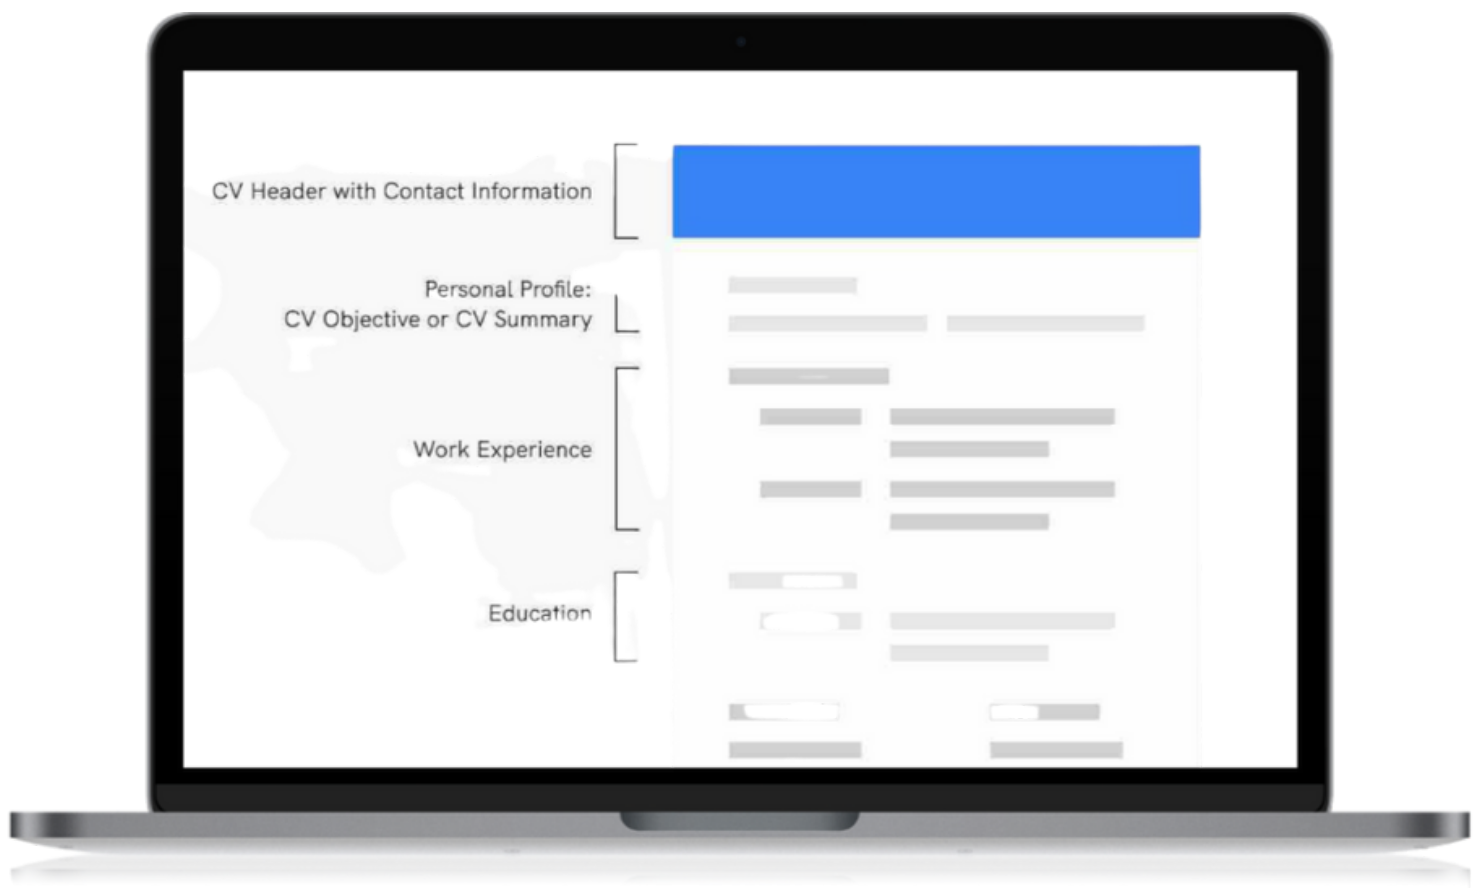 CV Header with Contact Information
Personal Profile:
CV Objective or CV Summary
Work Experience
Education